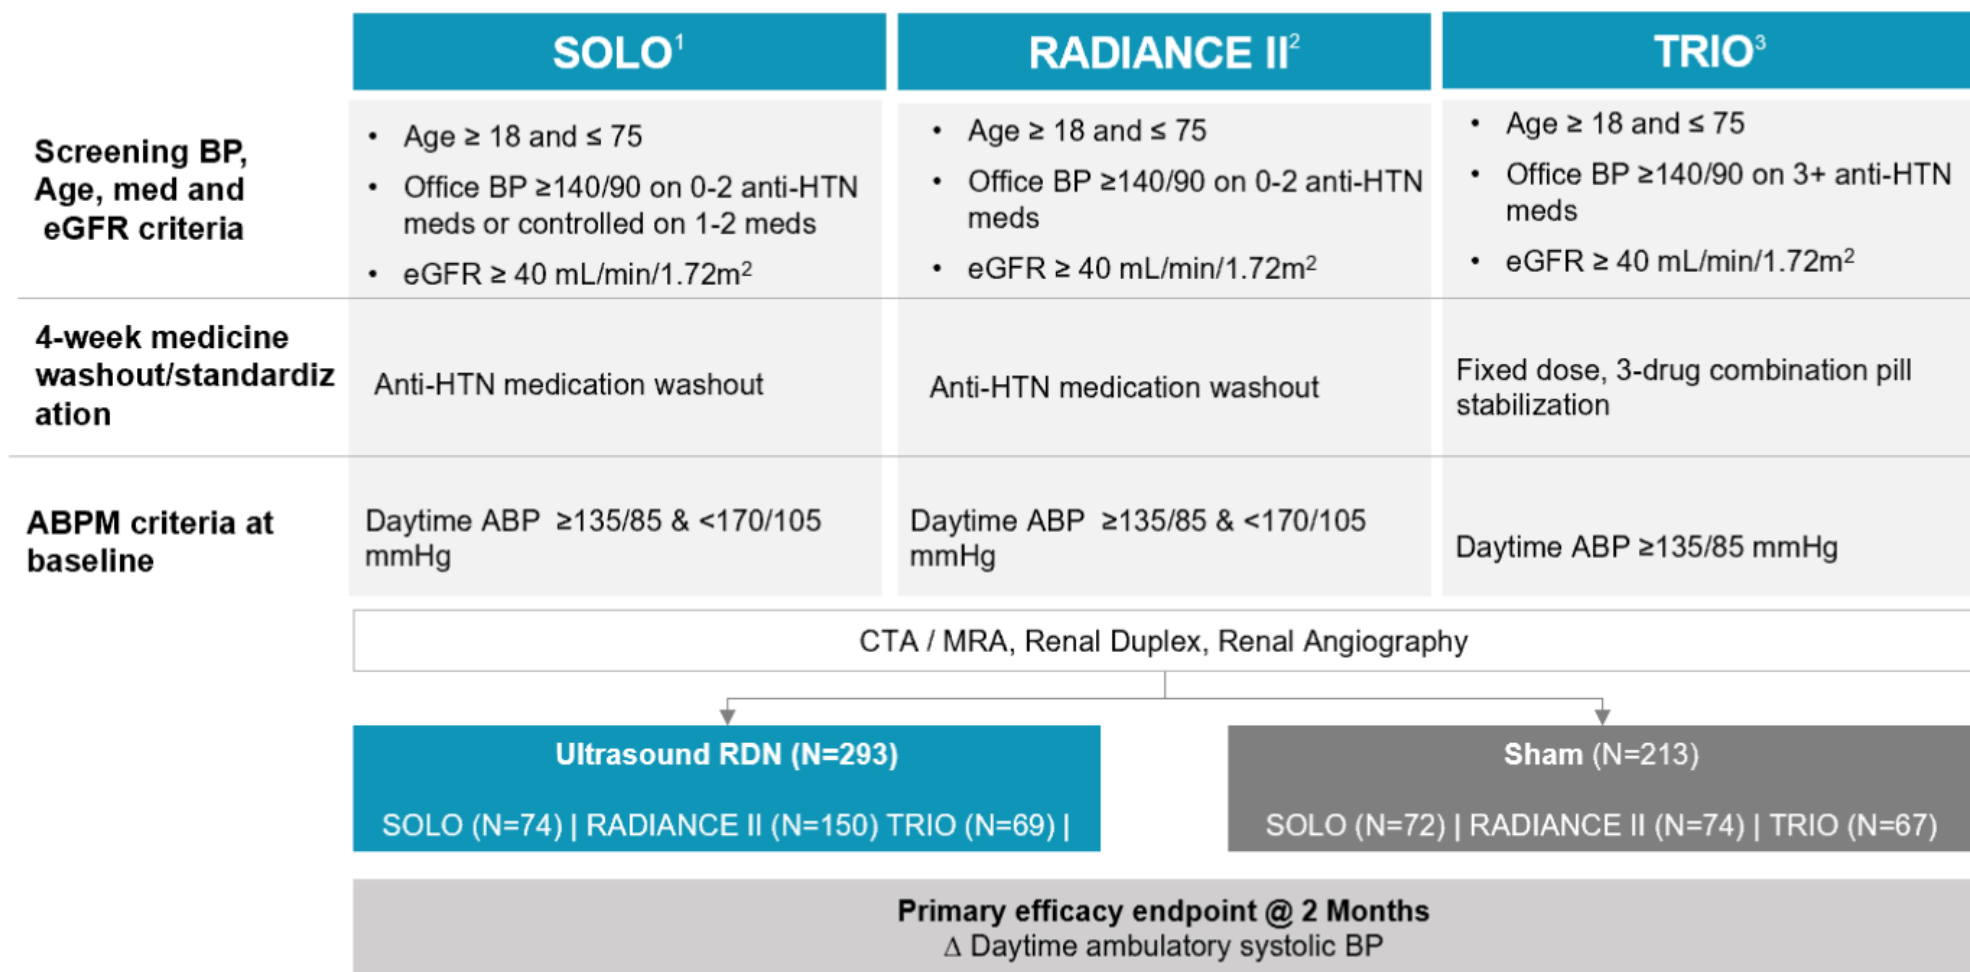 SOLO¹
RADIANCE II²
TRIO³
Screening BP,
Age, med and
eGFR criteria
• Age ≥ 18 and ≤ 75
• Office BP ≥140/90 on 0-2 anti-HTN
meds or controlled on 1-2 meds
• eGFR ≥ 40 mL/min/1.72m²
• Age ≥ 18 and ≤ 75
• Office BP ≥140/90 on 0-2 anti-HTN
meds
• eGFR ≥ 40 mL/min/1.72m²
• Age ≥ 18 and ≤ 75
• Office BP ≥140/90 on 3+ anti-HTN
meds
• eGFR ≥ 40 mL/min/1.72m²
4-week medicine
washout/standardiz
ation
Anti-HTN medication washout
Anti-HTN medication washout
Fixed dose, 3-drug combination pill
stabilization
ABPM criteria at
baseline
Daytime ABP ≥135/85 & <170/105
mmHg
Daytime ABP ≥135/85 & <170/105
mmHg
Daytime ABP ≥135/85 mmHg
CTA / MRA, Renal Duplex, Renal Angiography
Ultrasound RDN (N=293)
SOLO (N=74) | RADIANCE II (N=150) TRIO (N=69) |
Sham (N=213)
SOLO (N=72) | RADIANCE II (N=74) | TRIO (N=67)
Primary efficacy endpoint @ 2 Months
Δ Daytime ambulatory systolic BP